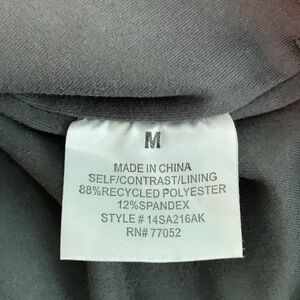 M
MADE IN CHINA
SELF/CONTRAST/LINING
88%RECYCLED POLYESTER
12%SPANDEX
STYLE # 14SA216AK
RN# 77052